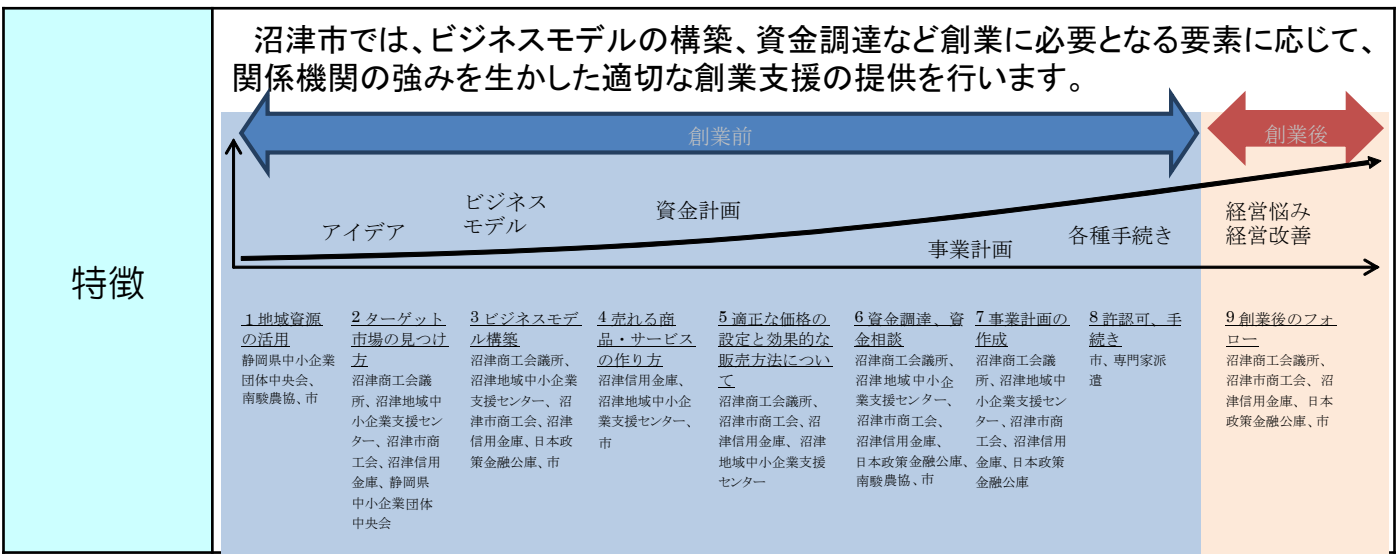 特徴
沼津市では、ビジネスモデルの構築、資金調達など創業に必要となる要素に応じて、
関係機関の強みを生かした適切な創業支援の提供を行います。
創業前
創業後
アイデア
ビジネス
モデル
資金計画
事業計画
各種手続き
経営悩み
経営改善
1 地域資源
の活用
静岡県中小企業
団体中央会、
南駿農協、市
2 ターゲット
市場の見つけ
方
沼津商工会議
所、沼津地域中
小企業支援セン
ター、沼津市商
工会、沼津信用
金庫、静岡県
中小企業団体
中央会
3 ビジネスモデ
ル構築
沼津商工会議所、
沼津地域中小企業
支援センター、沼
津市商工会、沼津
信用金庫、日本政
策金融公庫、市
4 売れる商
品・サービス
の作り方
沼津信用金庫、
沼津地域中小企
業支援センター、
市
5 適正な価格の
設定と効果的な
販売方法につい
て
沼津商工会議所、
沼津市商工会、沼
津信用金庫、沼津
地域中小企業支援
センター
6 資金調達、資
金相談
沼津商工会議所、
沼津地域中小企
業支援センター、
沼津市商工会、
沼津信用金庫、
日本政策金融公庫、
南駿農協、市
7 事業計画の
作成
沼津商工会議
所、沼津地域中
小企業支援セン
ター、沼津市商
工会、沼津信用
金庫、日本政策
金融公庫
8 許認可、手
続き
市、専門家派
遣
9 創業後のフォ
ロー
沼津商工会議所、
沼津市商工会、沼
津信用金庫、日本
政策金融公庫、市